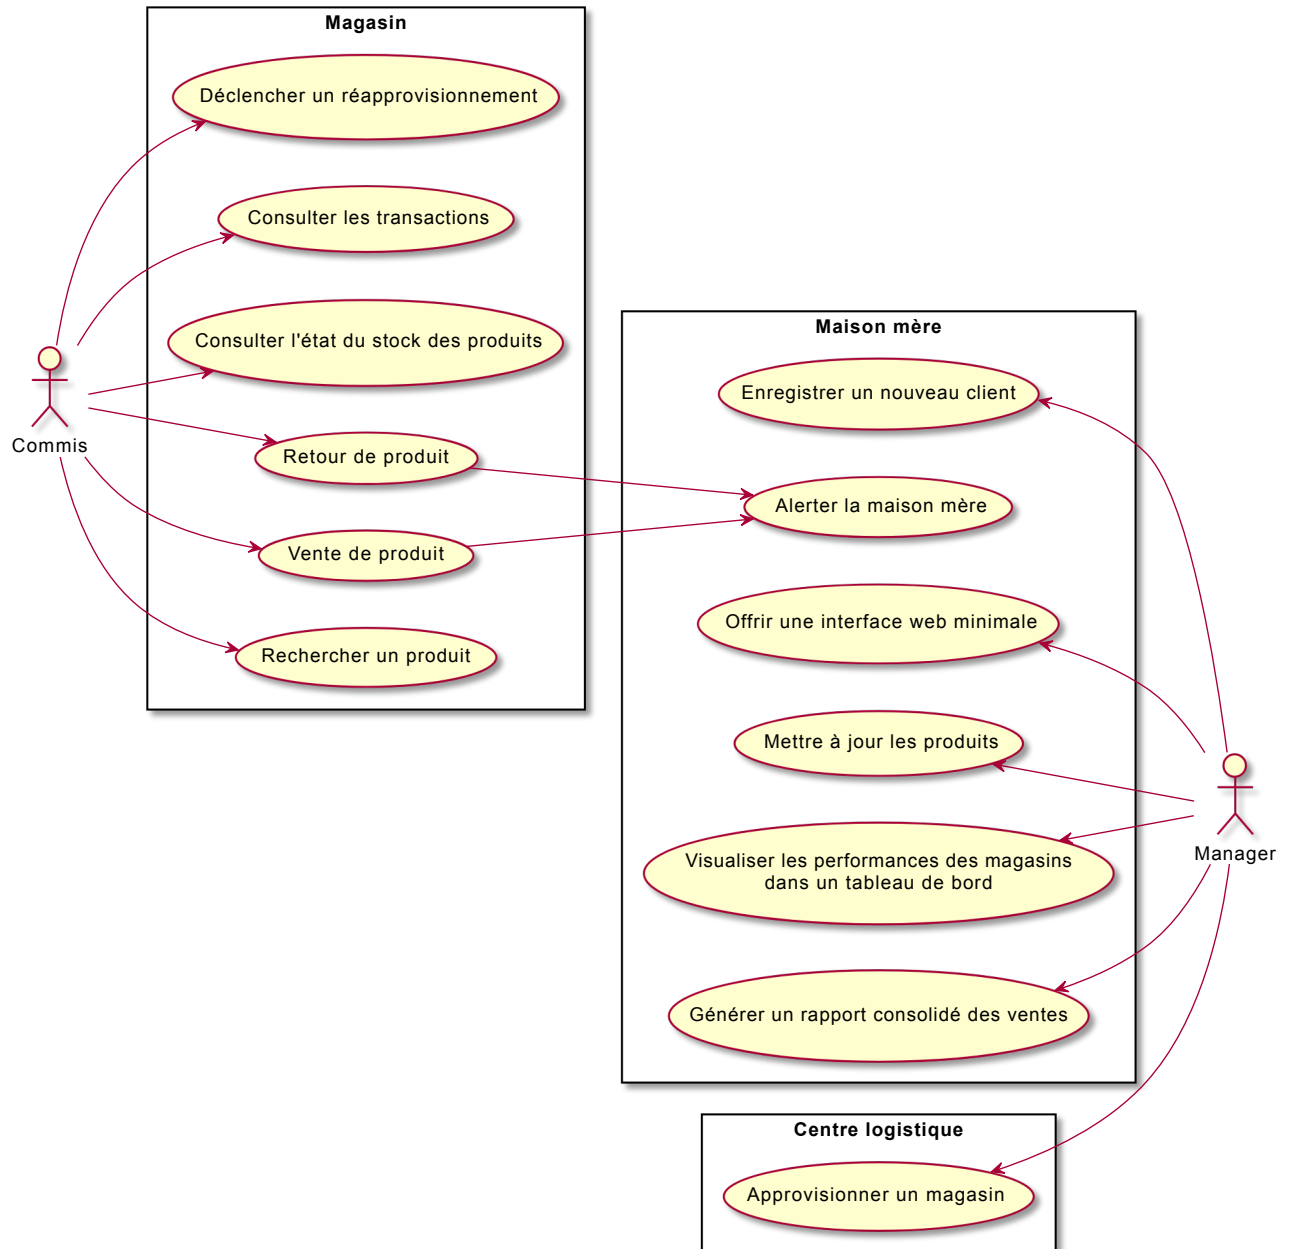 Magasin
Déclencher un réapprovisionnement
Consulter les transactions
Consulter l'état du stock des produits
Commis
Retour de produit
Vente de produit
Rechercher un produit
Maison mère
Enregistrer un nouveau client
Alerter la maison mère
Offrir une interface web minimale
Mettre à jour les produits
Visualiser les performances des magasins
dans un tableau de bord
Manager
Générer un rapport consolidé des ventes
Centre logistique
Approvisionner un magasin